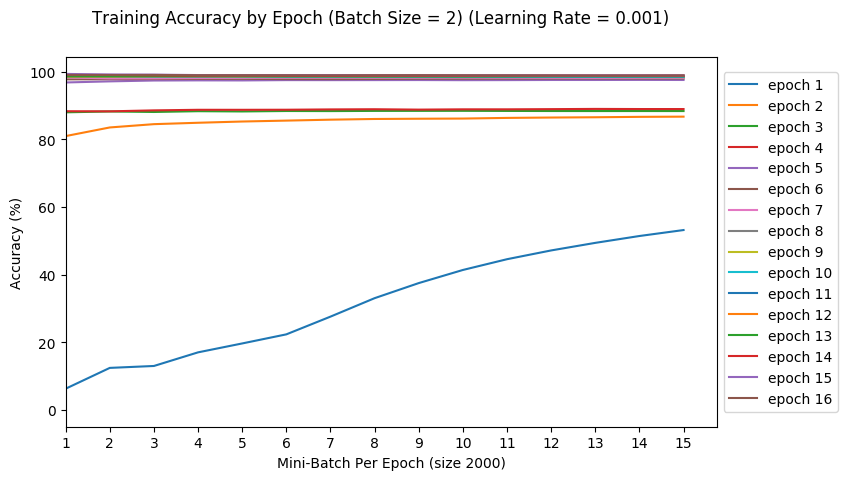 Training Accuracy by Epoch (Batch Size = 2) (Learning Rate = 0.001)
Accuracy (%)
100
80
60
40
20
0
1 2 3 4 5 6 7 8 9 10 11 12 13 14 15
Mini-Batch Per Epoch (size 2000)
epoch 1
epoch 2
epoch 3
epoch 4
epoch 5
epoch 6
epoch 7
epoch 8
epoch 9
epoch 10
epoch 11
epoch 12
epoch 13
epoch 14
epoch 15
epoch 16